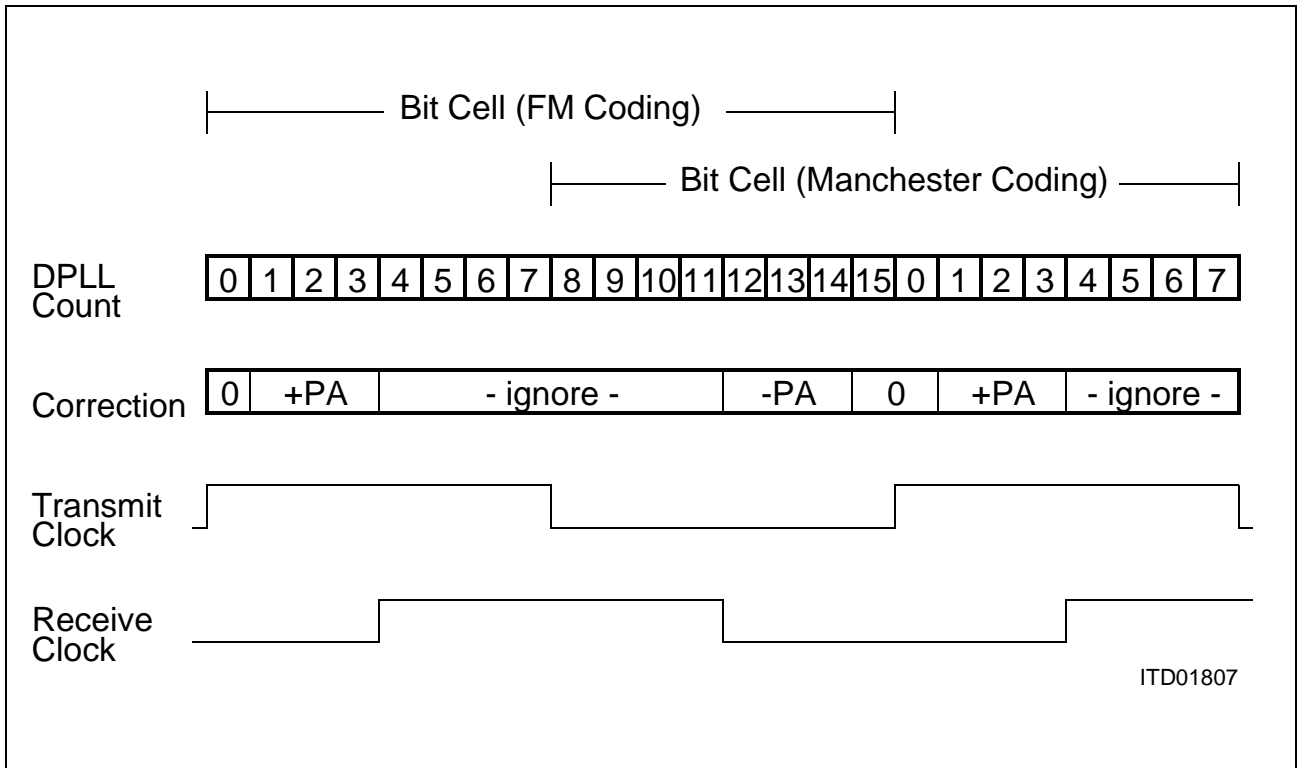 Bit Cell (FM Coding)
Bit Cell (Manchester Coding)
DPLL
Count
0 1 2 3 4 5 6 7 8 9 10 11 12 13 14 15 0 1 2 3 4 5 6 7
Correction
0 +PA - ignore - -PA 0 +PA - ignore -
Transmit
Clock
Receive
Clock
ITD01807